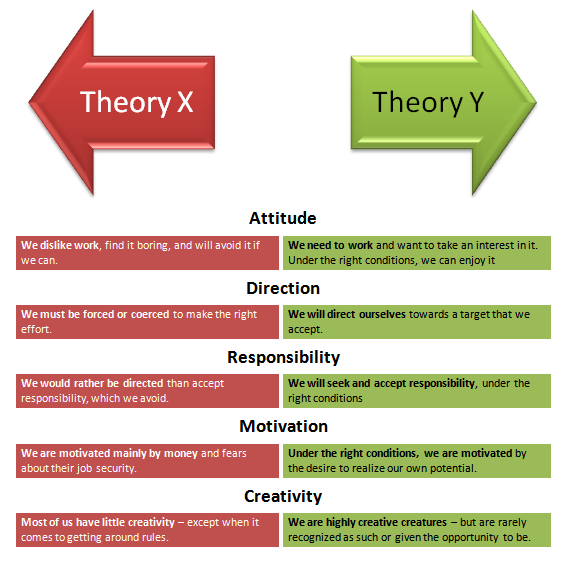 Theory X
Theory Y
Attitude
We dislike work, find it boring, and will avoid it if
we can.
We need to work and want to take an interest in it.
Under the right conditions, we can enjoy it
Direction
We must be forced or coerced to make the right
effort.
We will direct ourselves towards a target that we
accept.
Responsibility
We would rather be directed than accept
responsibility, which we avoid.
We will seek and accept responsibility, under the
right conditions
Motivation
We are motivated mainly by money and fears
about their job security.
Under the right conditions, we are motivated by
the desire to realize our own potential.
Creativity
Most of us have little creativity – except when it
comes to getting around rules.
We are highly creative creatures – but are rarely
recognized as such or given the opportunity to be.